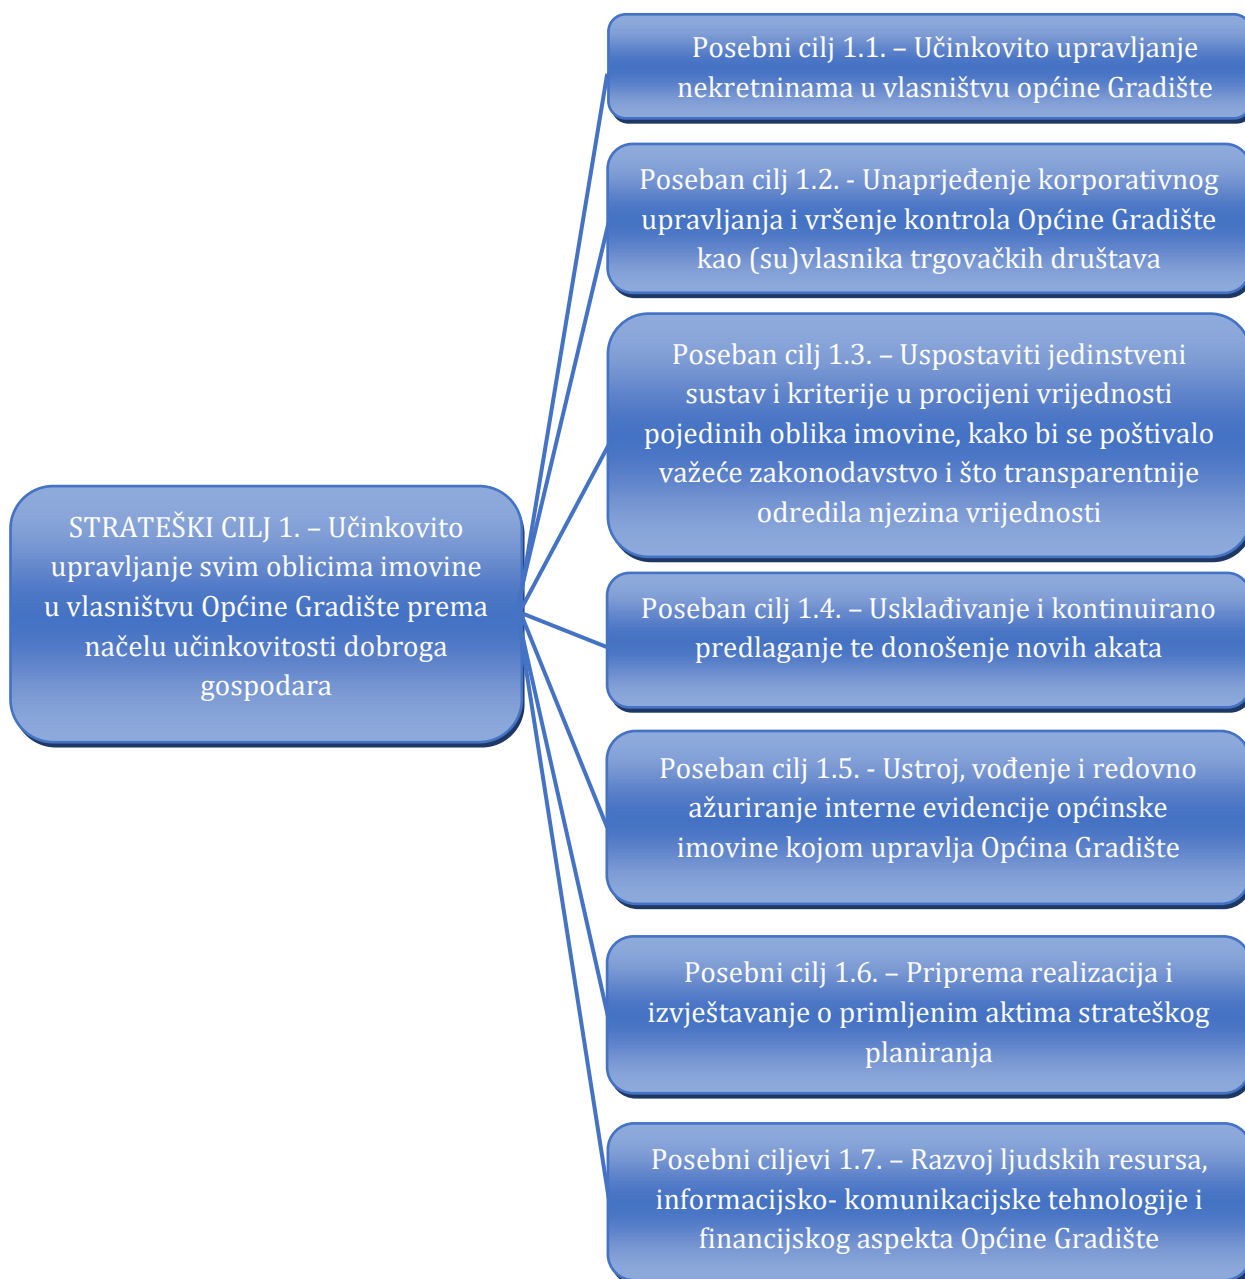 STRATEŠKI CILJ 1. – Učinkovito
upravljanje svim oblicima imovine
u vlasništvu Općine Gradište prema
načelu učinkovitosti dobroga
gospodara
Posebni cilj 1.1. – Učinkovito upravljanje
nekretninama u vlasništvu općine Gradište
Poseban cilj 1.2. - Unaprjeđenje korporativnog
upravljanja i vršenje kontrola Općine Gradište
kao (su)vlasnika trgovačkih društava
Poseban cilj 1.3. – Uspostaviti jedinstveni
sustav i kriterije u procijeni vrijednosti
pojedinih oblika imovine, kako bi se poštivalo
važeće zakonodavstvo i što transparentnije
odredila njezina vrijednosti
Poseban cilj 1.4. – Usklađivanje i kontinuirano
predlaganje te donošenje novih akata
Poseban cilj 1.5. - Ustroj, vođenje i redovno
ažuriranje interne evidencije općinske
imovine kojom upravlja Općina Gradište
Posebni cilj 1.6. – Priprema realizacija i
izvještavanje o primljenim aktima strateškog
planiranja
Posebni ciljevi 1.7. – Razvoj ljudskih resursa,
informacijsko- komunikacijske tehnologije i
financijskog aspekta Općine Gradište